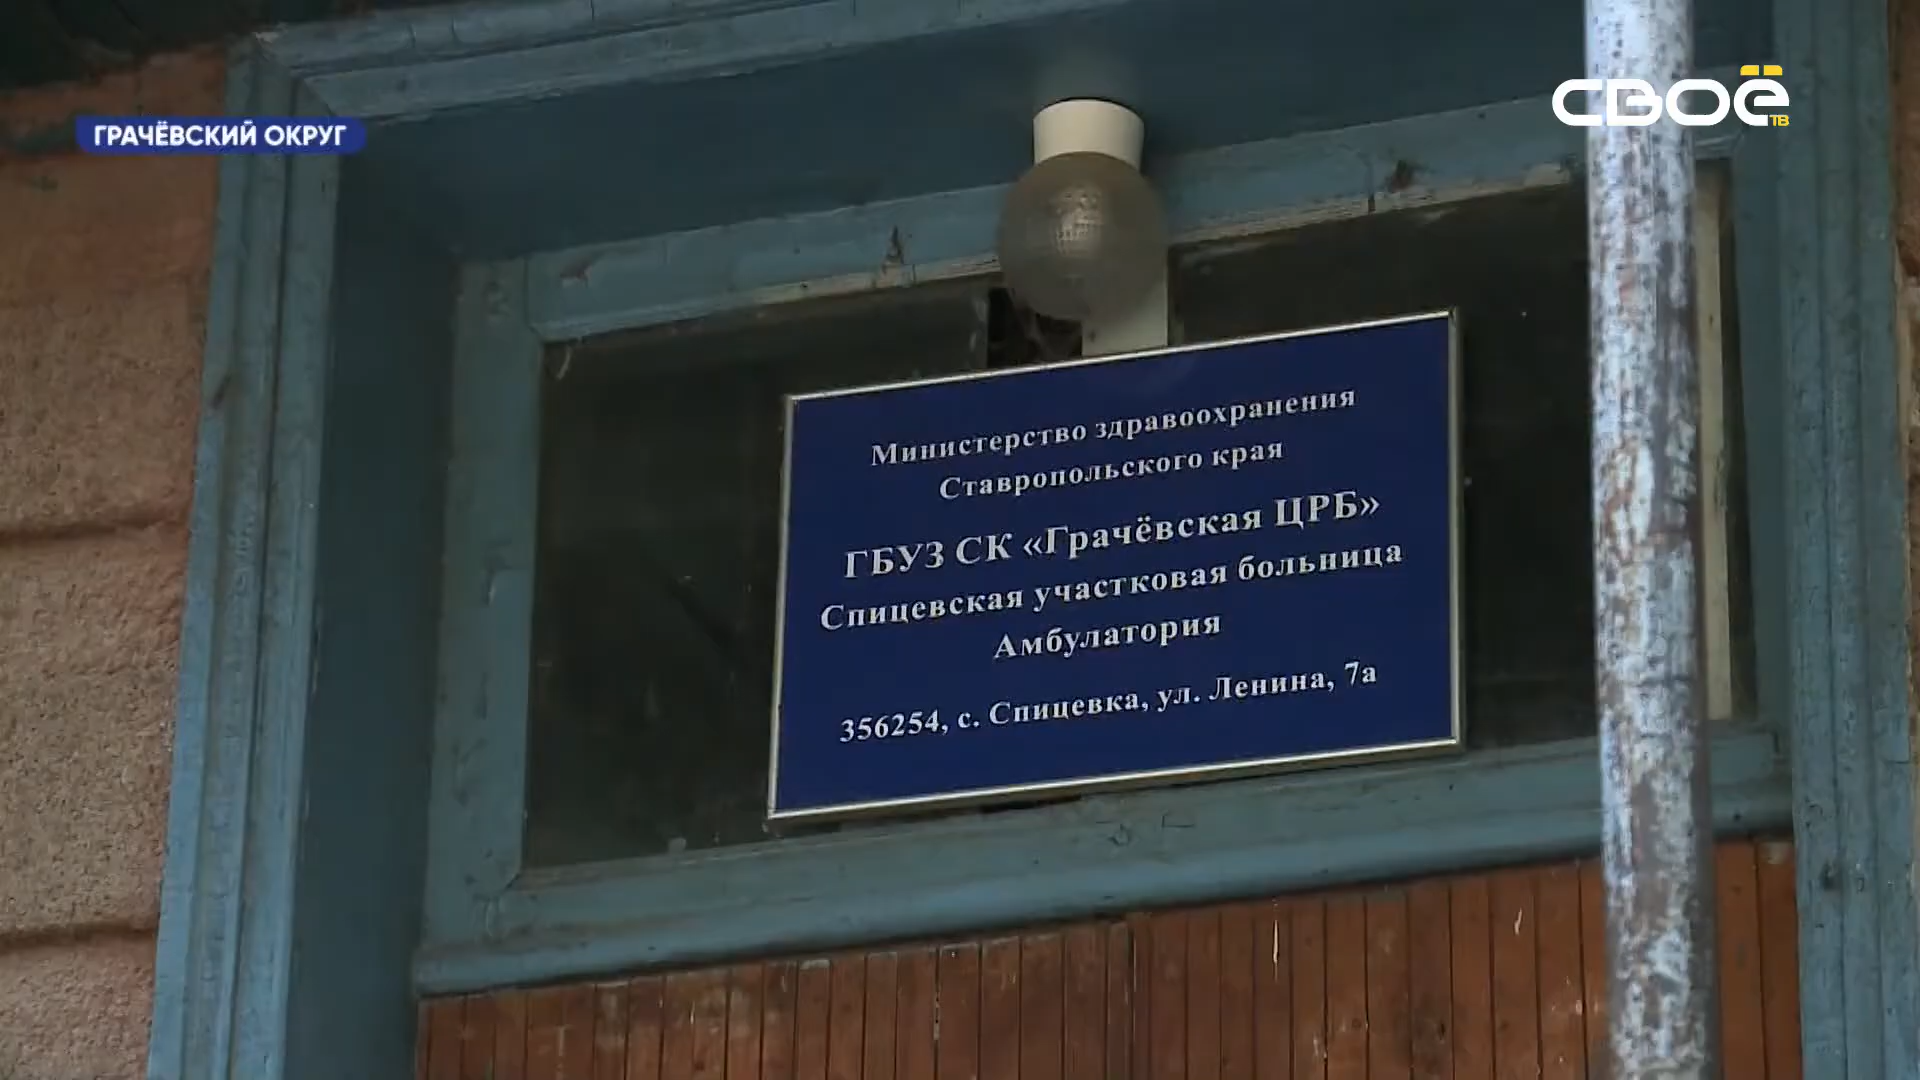 ГРАЧЁВСКИЙ ОКРУГ
СВОЁ
ТВ
Министерство здравоохранения
Ставропольского края
ГБУЗ СК «Грачёвская ЦРБ»
Спицевская участковая больница
Амбулатория
356254, с. Спицевка, ул. Ленина, 7а